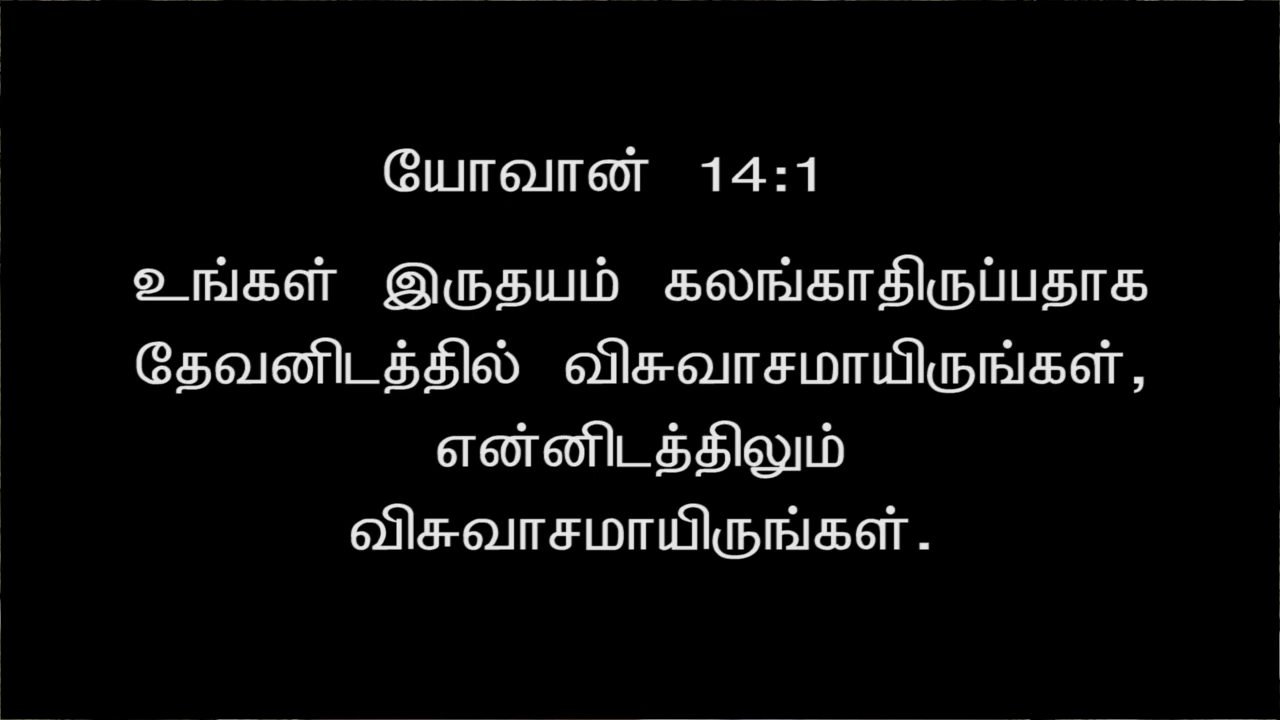 யோவான் 14:1
உங்கள் இருதயம் கலங்காதிருப்பதாக
தேவனிடத்தில் விசுவாசமாயிருங்கள்,
என்னிடத்திலும்
விசுவாசமாயிருங்கள்.